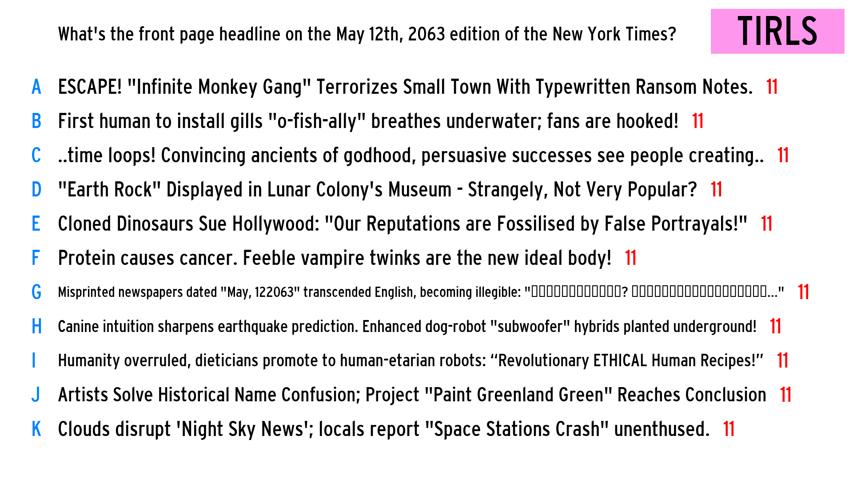 What's the front page headline on the May 12th, 2063 edition of the New York Times?
TIRLS
A ESCAPE! "Infinite Monkey Gang" Terrorizes Small Town With Typewritten Ransom Notes. 11
B First human to install gills "o-fish-ally" breathes underwater; fans are hooked! 11
C ..time loops! Convincing ancients of godhood, persuasive successes see people creating.. 11
D "Earth Rock" Displayed in Lunar Colony's Museum - Strangely, Not Very Popular? 11
E Cloned Dinosaurs Sue Hollywood: "Our Reputations are Fossilised by False Portrayals!" 11
F Protein causes cancer. Feeble vampire twinks are the new ideal body! 11
G Misprinted newspapers dated "May, 122063" transcended English, becoming illegible: "▯▯▯▯▯▯▯▯▯▯▯▯▯? ▯▯▯▯▯▯▯▯▯▯▯▯▯▯▯▯▯▯▯▯..." 11
H Canine intuition sharpens earthquake prediction. Enhanced dog-robot "subwoofer" hybrids planted underground! 11
I Humanity overruled, dieticians promote to human-etarian robots: “Revolutionary ETHICAL Human Recipes!” 11
J Artists Solve Historical Name Confusion; Project "Paint Greenland Green" Reaches Conclusion 11
K Clouds disrupt 'Night Sky News'; locals report "Space Stations Crash" unenthused. 11